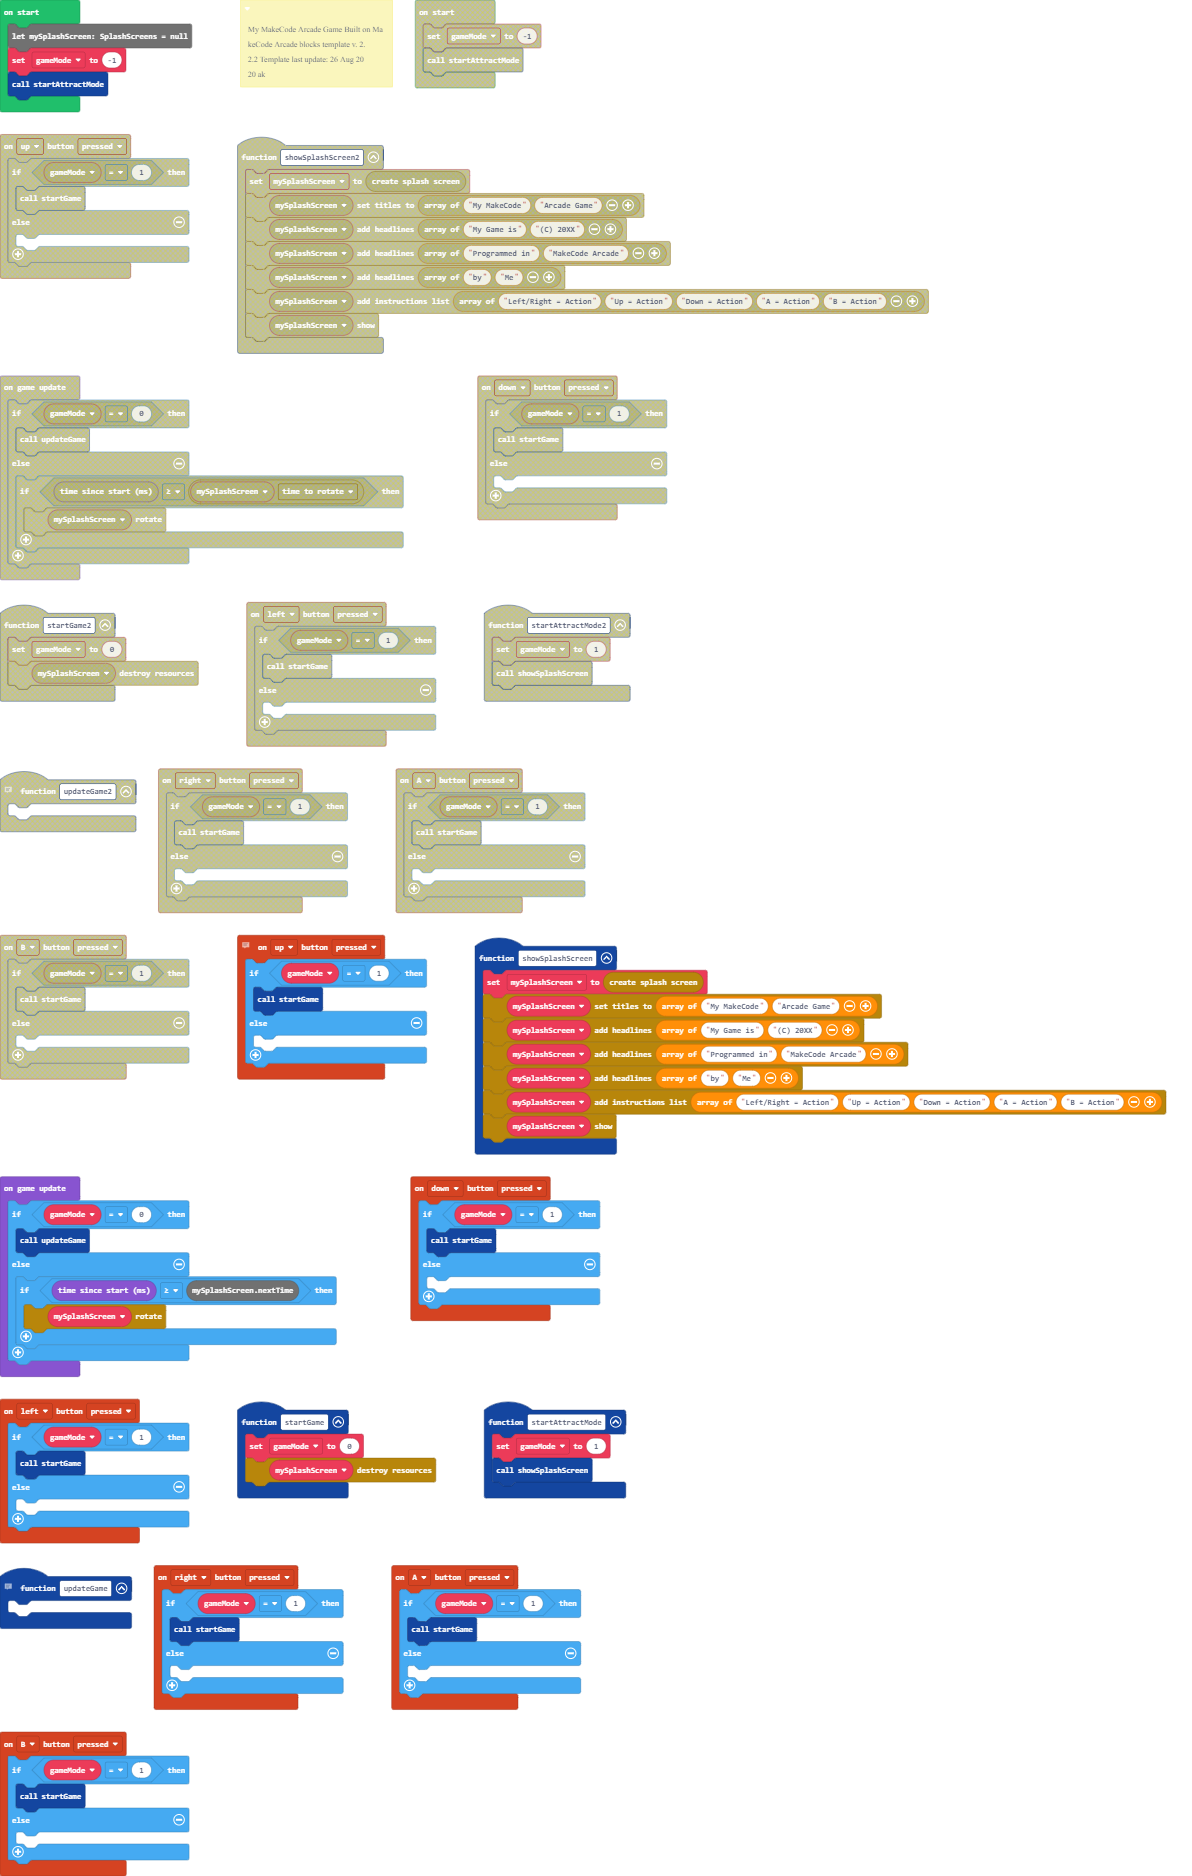 on start
let mySplashScreen: SplashScreens = null
set gameMode to -1
call startAttractMode
My MakeCode Arcade Game Built on Ma
keCode Arcade blocks template v. 2.
2.2 Template last update: 26 Aug 20
20 ak
on start
set gameMode to -1
call startAttractMode
on up button pressed
if gameMode = 1 then
call startGame
else
function showSplashScreen2
set mySplashScreen to create splash screen
mySplashScreen set titles to array of "My MakeCode" "Arcade Game"
mySplashScreen add headlines array of "My Game is" "(C) 20XX"
mySplashScreen add headlines array of "Programmed in" "MakeCode Arcade"
mySplashScreen add headlines array of "by" "Me"
mySplashScreen add instructions list array of "Left/Right = Action" "Up = Action" "Down = Action" "A = Action" "B = Action"
mySplashScreen show
on game update
if gameMode = 0 then
call updateGame
else
if time since start (ms) ≥ mySplashScreen time to rotate then
mySplashScreen rotate
on down button pressed
if gameMode = 1 then
call startGame
else
function startGame2
set gameMode to 0
mySplashScreen destroy resources
on left button pressed
if gameMode = 1 then
call startGame
else
function startAttractMode2
set gameMode to 1
call showSplashScreen
function updateGame2
on right button pressed
if gameMode = 1 then
call startGame
else
on A button pressed
if gameMode = 1 then
call startGame
else
on B button pressed
if gameMode = 1 then
call startGame
else
on up button pressed
if gameMode = 1 then
call startGame
else
function showSplashScreen
set mySplashScreen to create splash screen
mySplashScreen set titles to array of "My MakeCode" "Arcade Game"
mySplashScreen add headlines array of "My Game is" "(C) 20XX"
mySplashScreen add headlines array of "Programmed in" "MakeCode Arcade"
mySplashScreen add headlines array of "by" "Me"
mySplashScreen add instructions list array of "Left/Right = Action" "Up = Action" "Down = Action" "A = Action" "B = Action"
mySplashScreen show
on game update
if gameMode = 0 then
call updateGame
else
if time since start (ms) ≥ mySplashScreen.nextTime then
mySplashScreen rotate
on down button pressed
if gameMode = 1 then
call startGame
else
on left button pressed
if gameMode = 1 then
call startGame
else
function startGame
set gameMode to 0
mySplashScreen destroy resources
function startAttractMode
set gameMode to 1
call showSplashScreen
function updateGame
on right button pressed
if gameMode = 1 then
call startGame
else
on A button pressed
if gameMode = 1 then
call startGame
else
on B button pressed
if gameMode = 1 then
call startGame
else